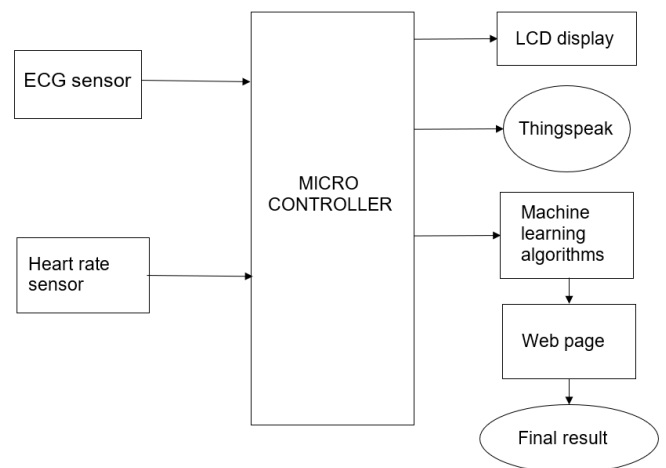 ECG sensor
Heart rate
sensor
MICRO
CONTROLLER
LCD display
Thingspeak
Machine
learning
algorithms
Web page
Final result